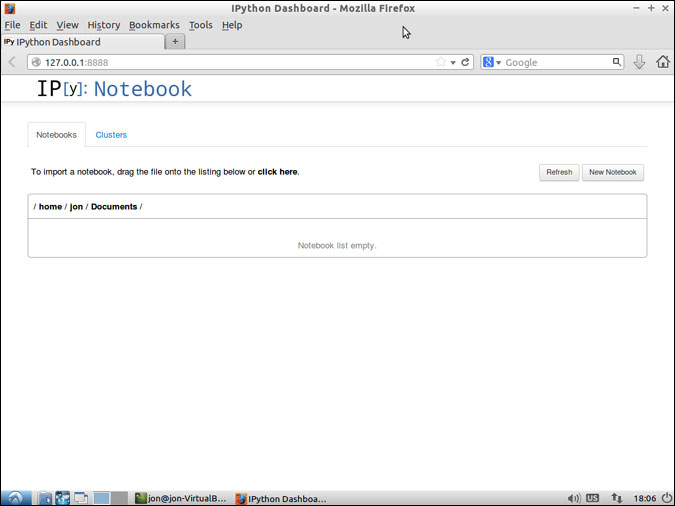 IPython Dashboard - Mozilla Firefox
File Edit View History Bookmarks Tools Help
IPy IPython Dashboard +
127.0.0.1:8888
Google
IP[y]: Notebook
Notebooks Clusters
To import a notebook, drag the file onto the listing below or click here.
Refresh New Notebook
/ home / jon / Documents /
Notebook list empty.
jon@jon-VirtualB... IPython Dashboa... US 18:06